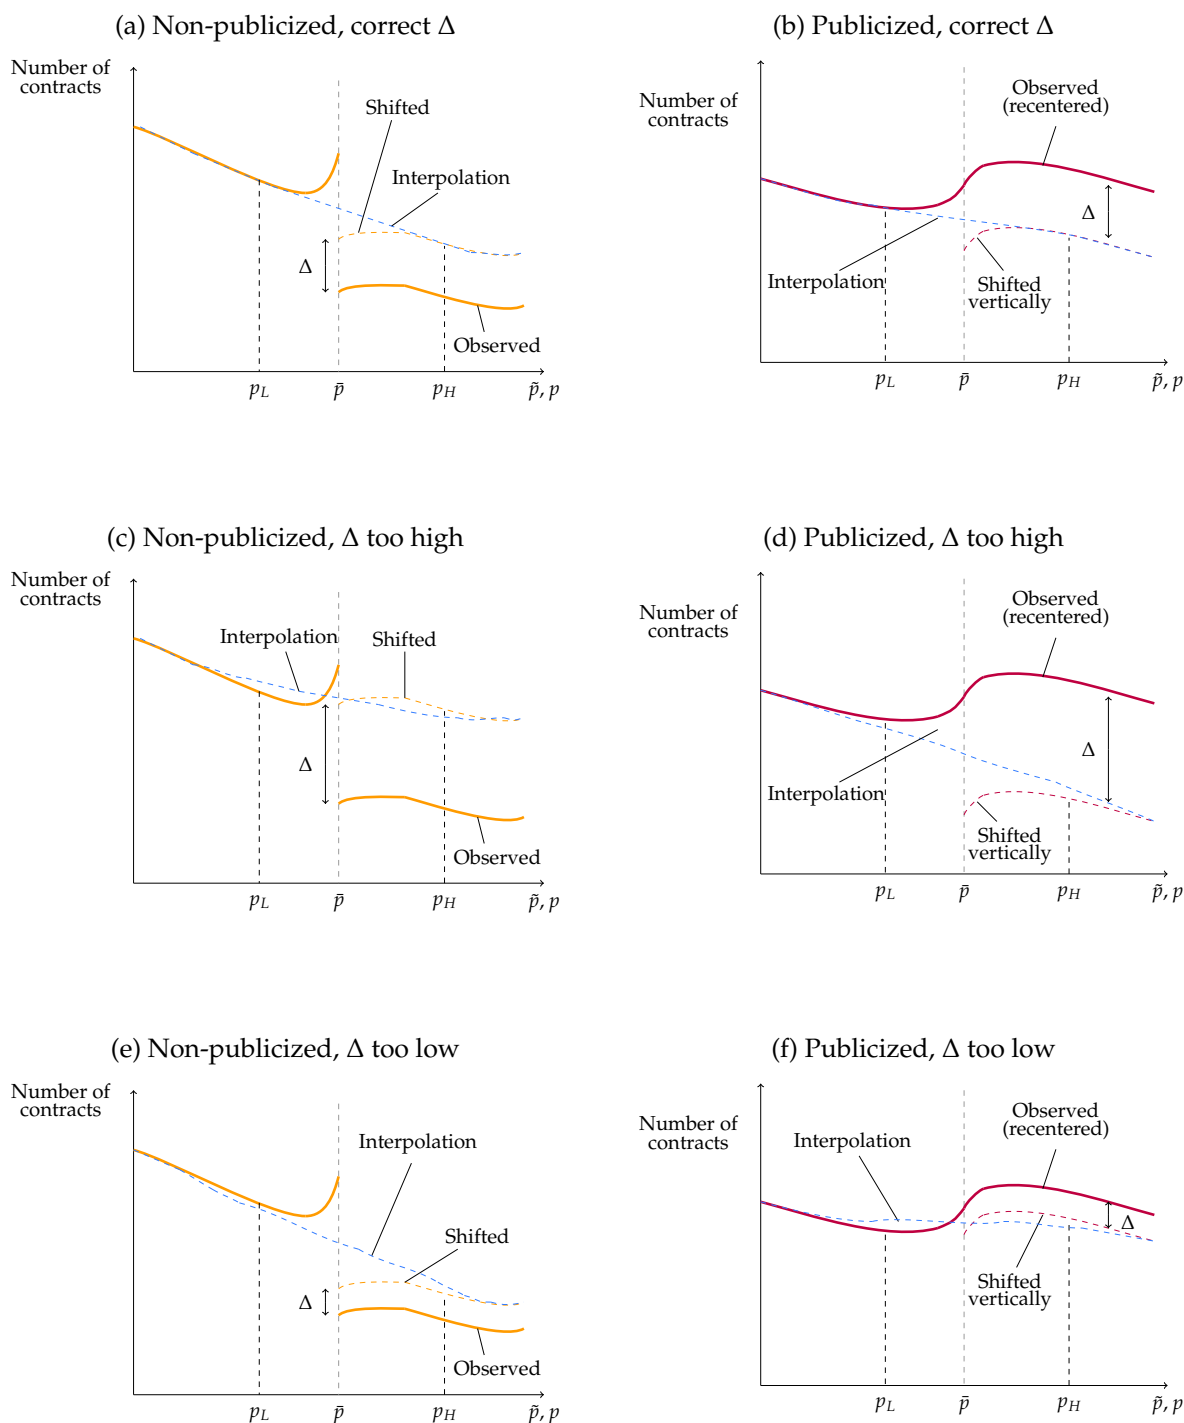 (a) Non-publicized, correct Δ
Number of
contracts
Shifted
Interpolation
Δ
Observed
p_L
p̄
p_H
p̃, p
(b) Publicized, correct Δ
Number of
contracts
Observed
(recentered)
Δ
Interpolation
Shifted
vertically
p_L
p̄
p_H
p̃, p
(c) Non-publicized, Δ too high
Number of
contracts
Interpolation
Shifted
Δ
Observed
p_L
p̄
p_H
p̃, p
(d) Publicized, Δ too high
Number of
contracts
Observed
(recentered)
Δ
Interpolation
Shifted
vertically
p_L
p̄
p_H
p̃, p
(e) Non-publicized, Δ too low
Number of
contracts
Interpolation
Shifted
Δ
Observed
p_L
p̄
p_H
p̃, p
(f) Publicized, Δ too low
Number of
contracts
Observed
(recentered)
Interpolation
Δ
Shifted
vertically
p_L
p̄
p_H
p̃, p